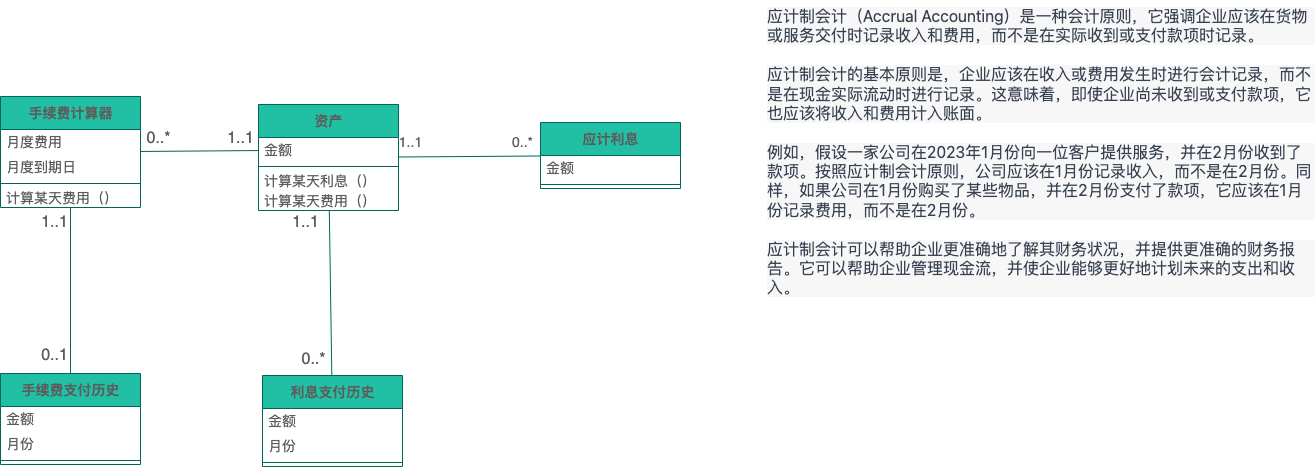 手续费计算器
月度费用
月度到期日
计算某天费用（）
0..*
1..1
资产
金额
计算某天利息（）
计算某天费用（）
1..1
0..*
应计利息
金额
1..1
0..1
手续费支付历史
金额
月份
1..1
0..*
利息支付历史
金额
月份
应计制会计（Accrual Accounting）是一种会计原则，它强调企业应该在货物
或服务交付时记录收入和费用，而不是在实际收到或支付款项时记录。
应计制会计的基本原则是，企业应该在收入或费用发生时进行会计记录，而不
是在现金实际流动时进行记录。这意味着，即使企业尚未收到或支付款项，它
也应该将收入和费用计入账面。
例如，假设一家公司在2023年1月份向一位客户提供服务，并在2月份收到了
款项。按照应计制会计原则，公司应该在1月份记录收入，而不是在2月份。同
样，如果公司在1月份购买了某些物品，并在2月份支付了款项，它应该在1月
份记录费用，而不是在2月份。
应计制会计可以帮助企业更准确地了解其财务状况，并提供更准确的财务报
告。它可以帮助企业管理现金流，并使企业能够更好地计划未来的支出和收
入。